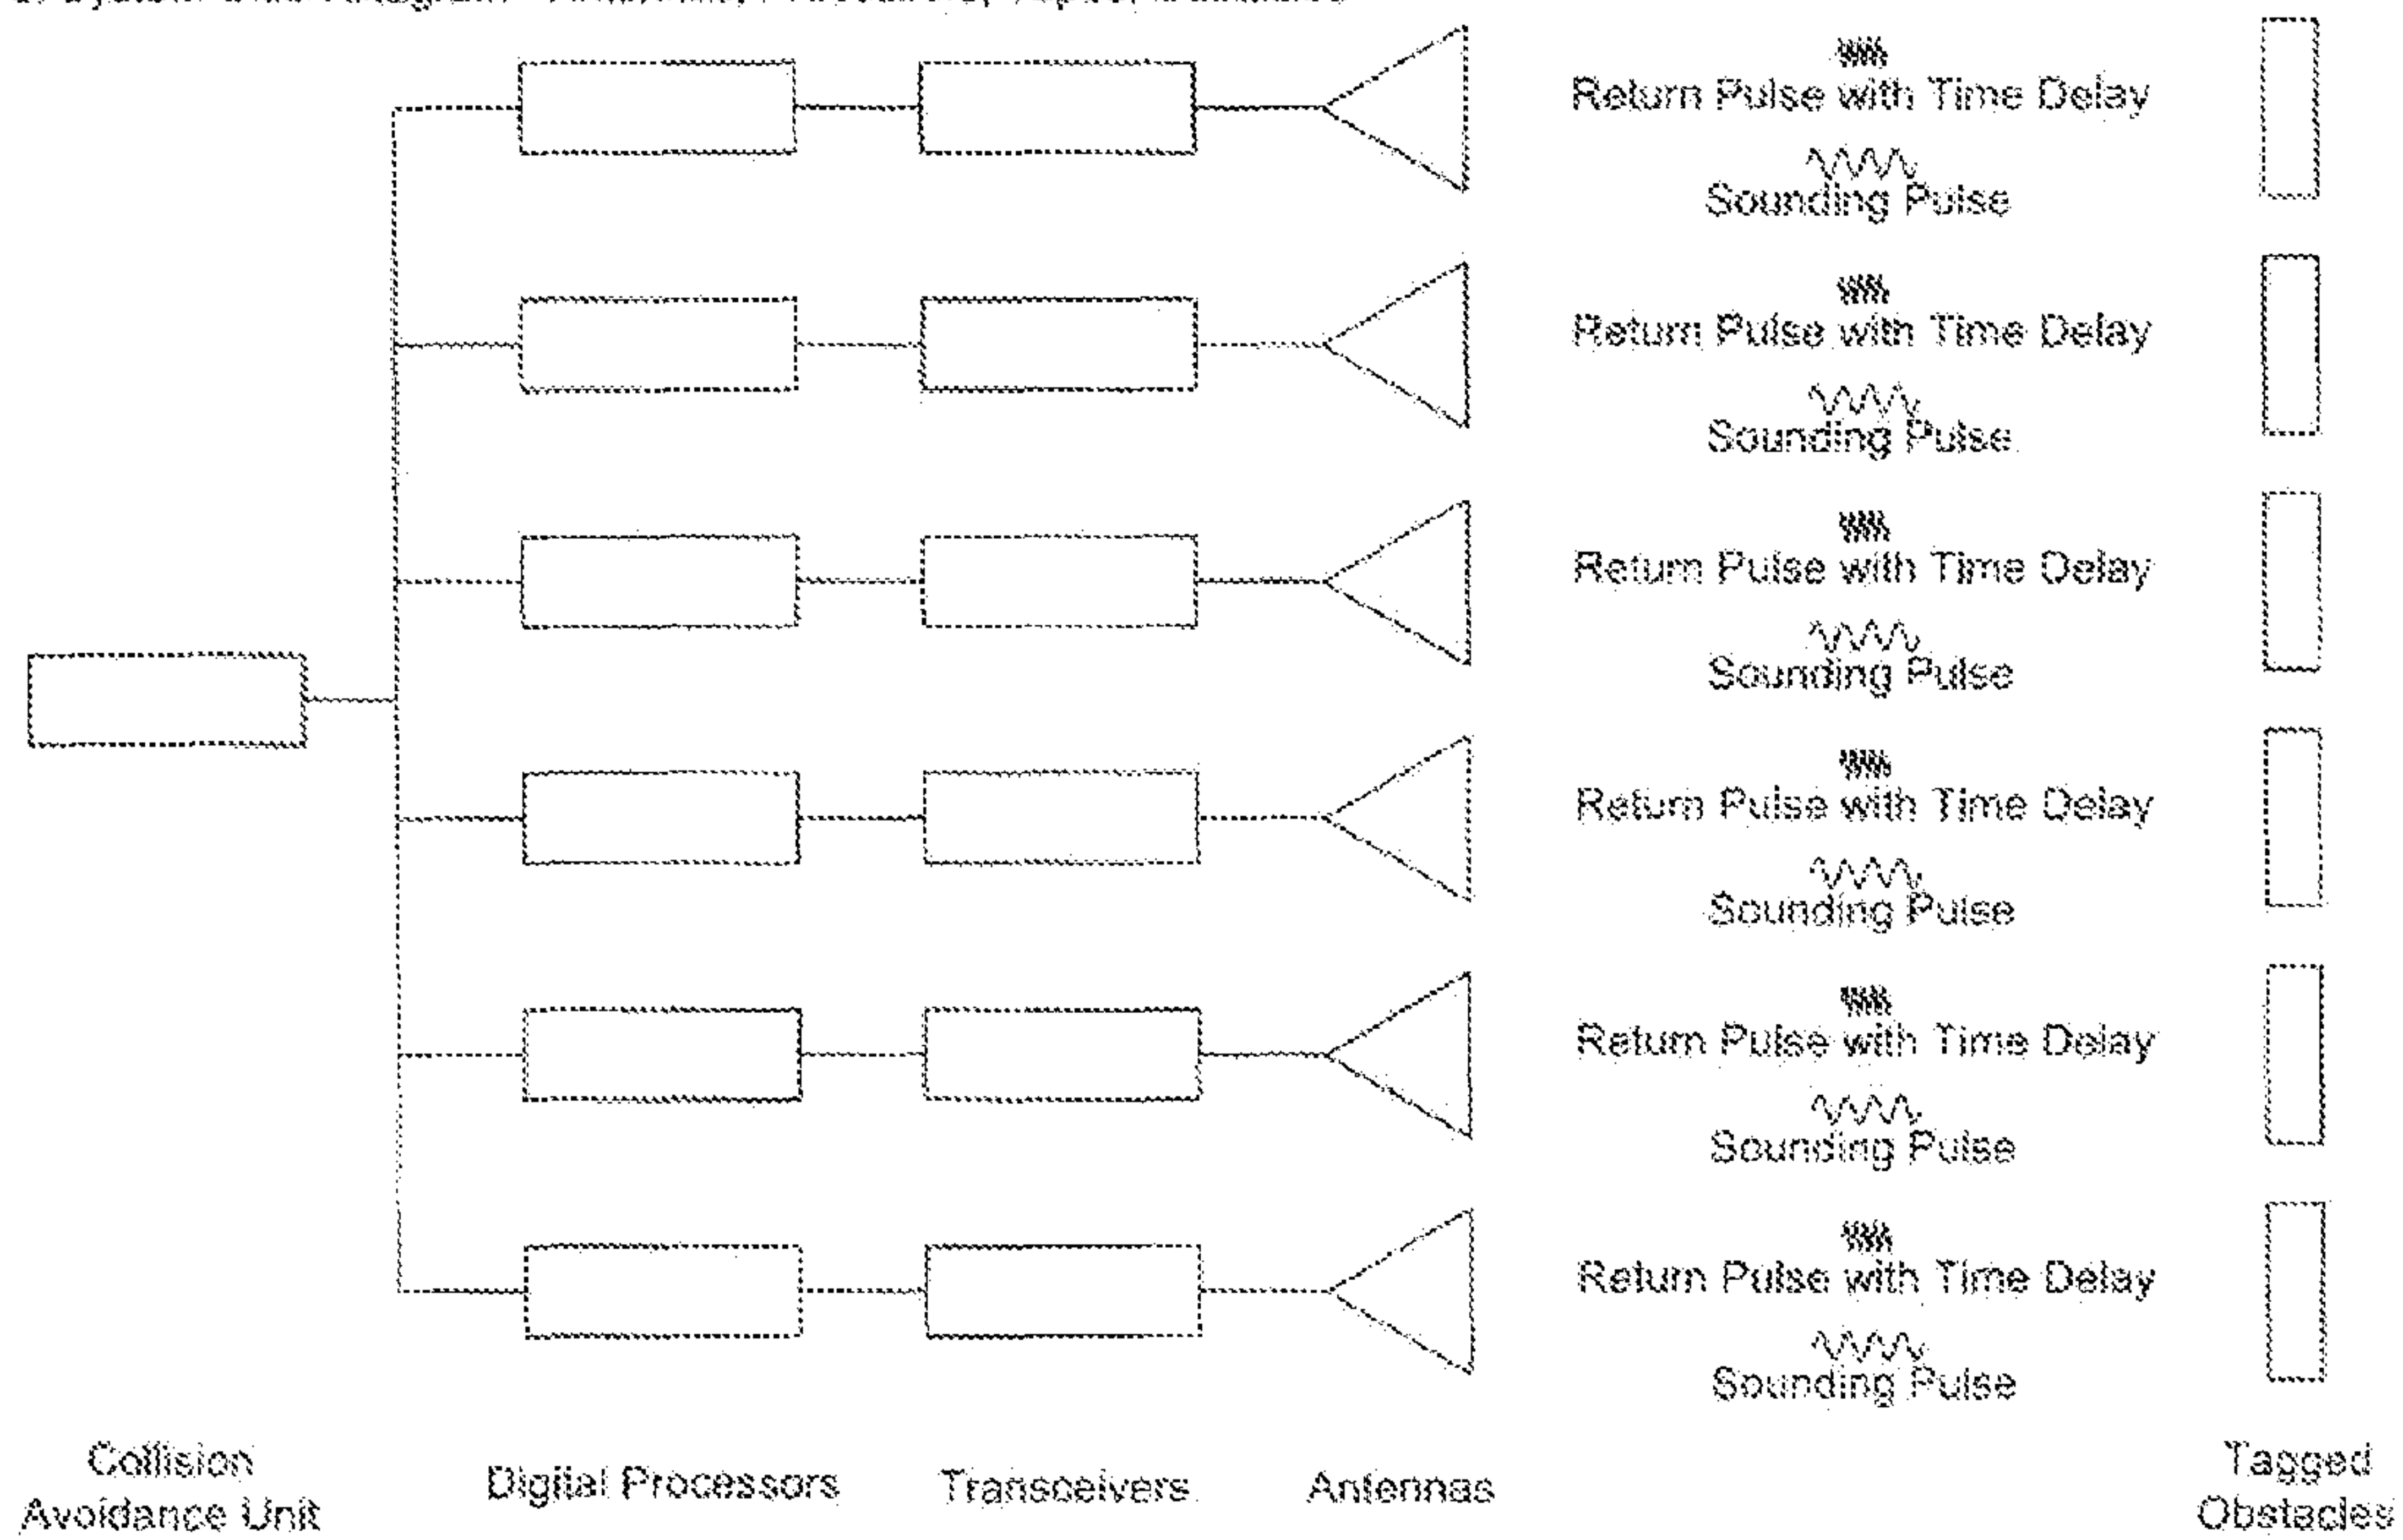 Return Pulse with Time Delay
Sounding Pulse
Return Pulse with Time Delay
Sounding Pulse
Return Pulse with Time Delay
Sounding Pulse
Return Pulse with Time Delay
Sounding Pulse
Return Pulse with Time Delay
Sounding Pulse
Return Pulse with Time Delay
Sounding Pulse
Collision
Avoidance Unit
Digital Processors
Transceivers
Antennas
Tagged
Obstacles